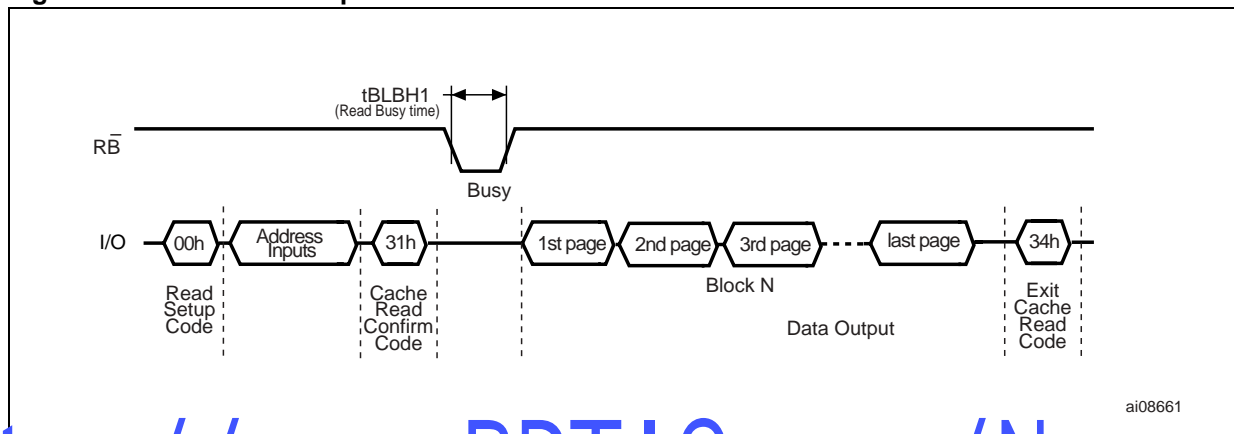 tBLBH1
(Read Busy time)
RB
Busy
I/O
00h
Address
Inputs
31h
1st page
2nd page
3rd page
last page
34h
Block N
Read
Setup
Code
Cache
Read
Confirm
Code
Data Output
Exit
Cache
Read
Code
ai08661